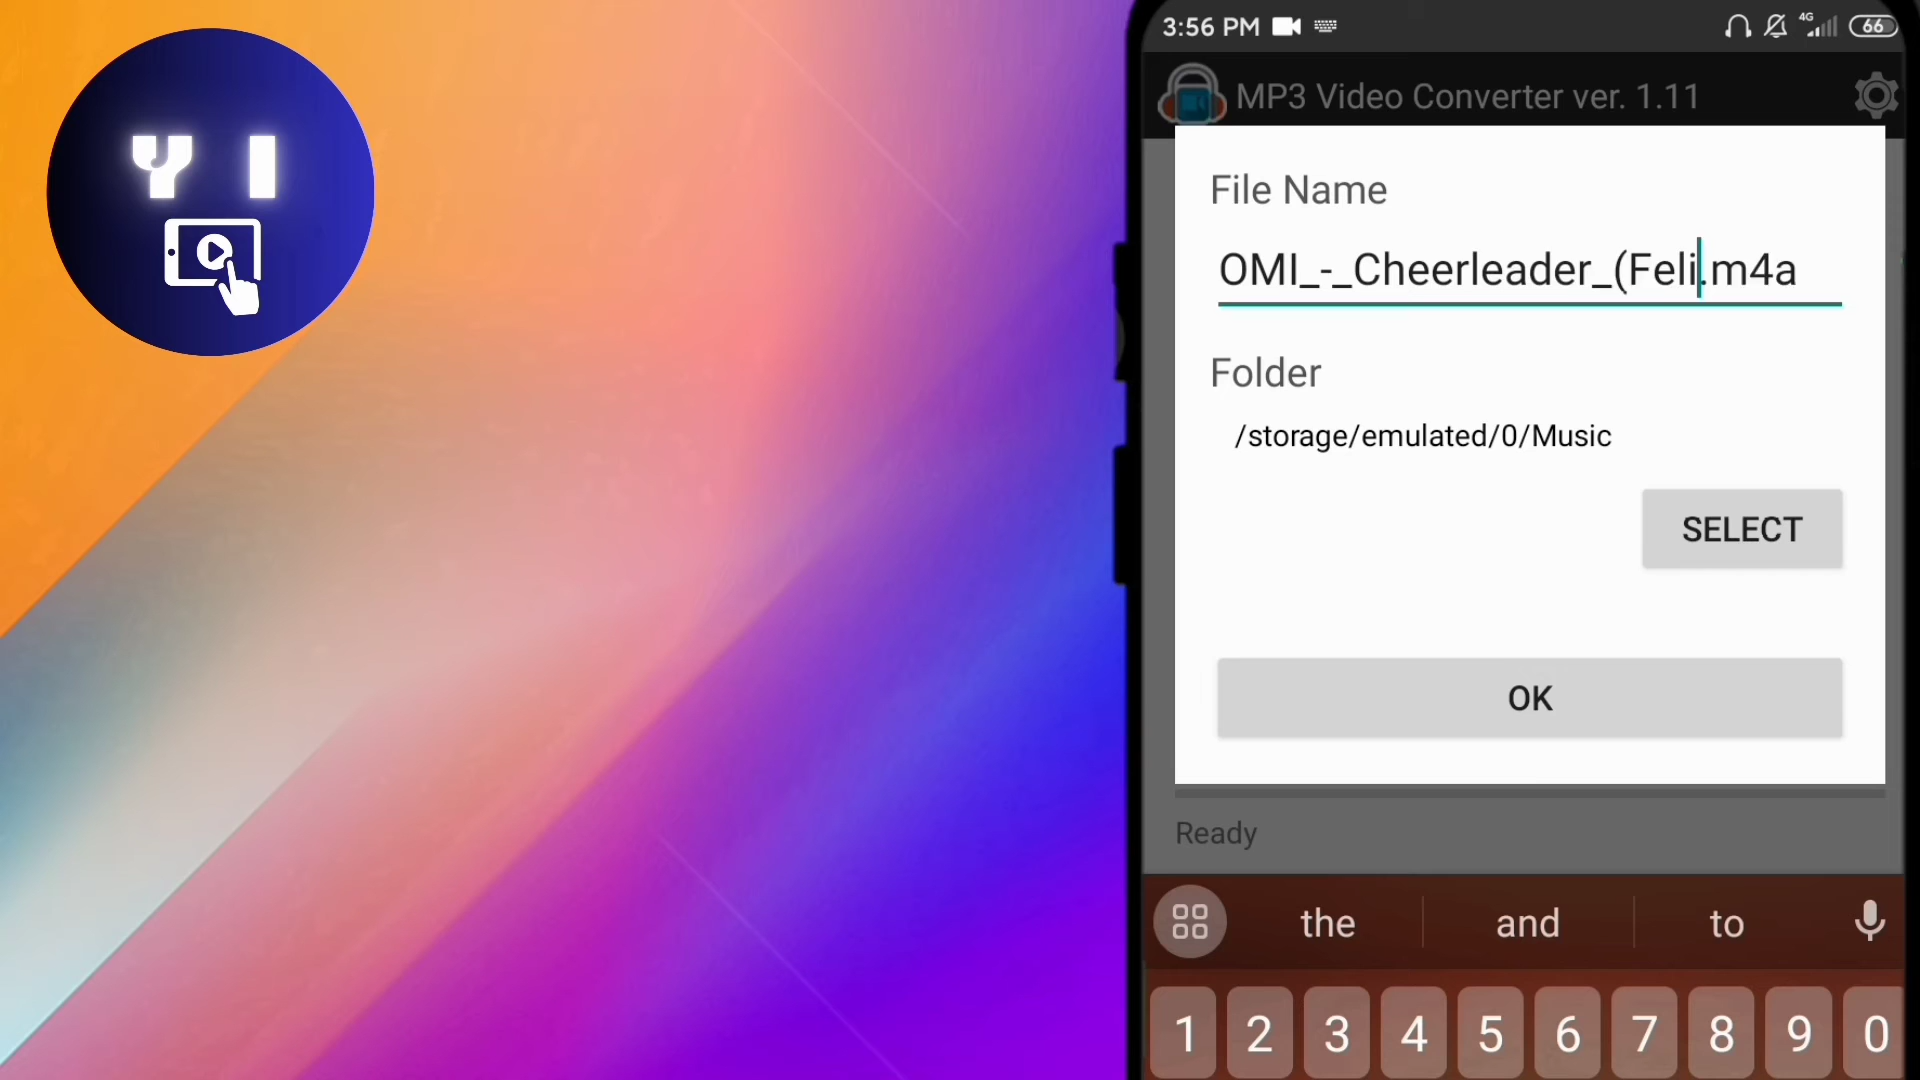 Y I
3:56 PM 4G 66
MP3 Video Converter ver. 1.11
File Name
OMI_-_Cheerleader_(Feli.m4a
Folder
/storage/emulated/0/Music
SELECT
OK
Ready
the and to
1 2 3 4 5 6 7 8 9 0